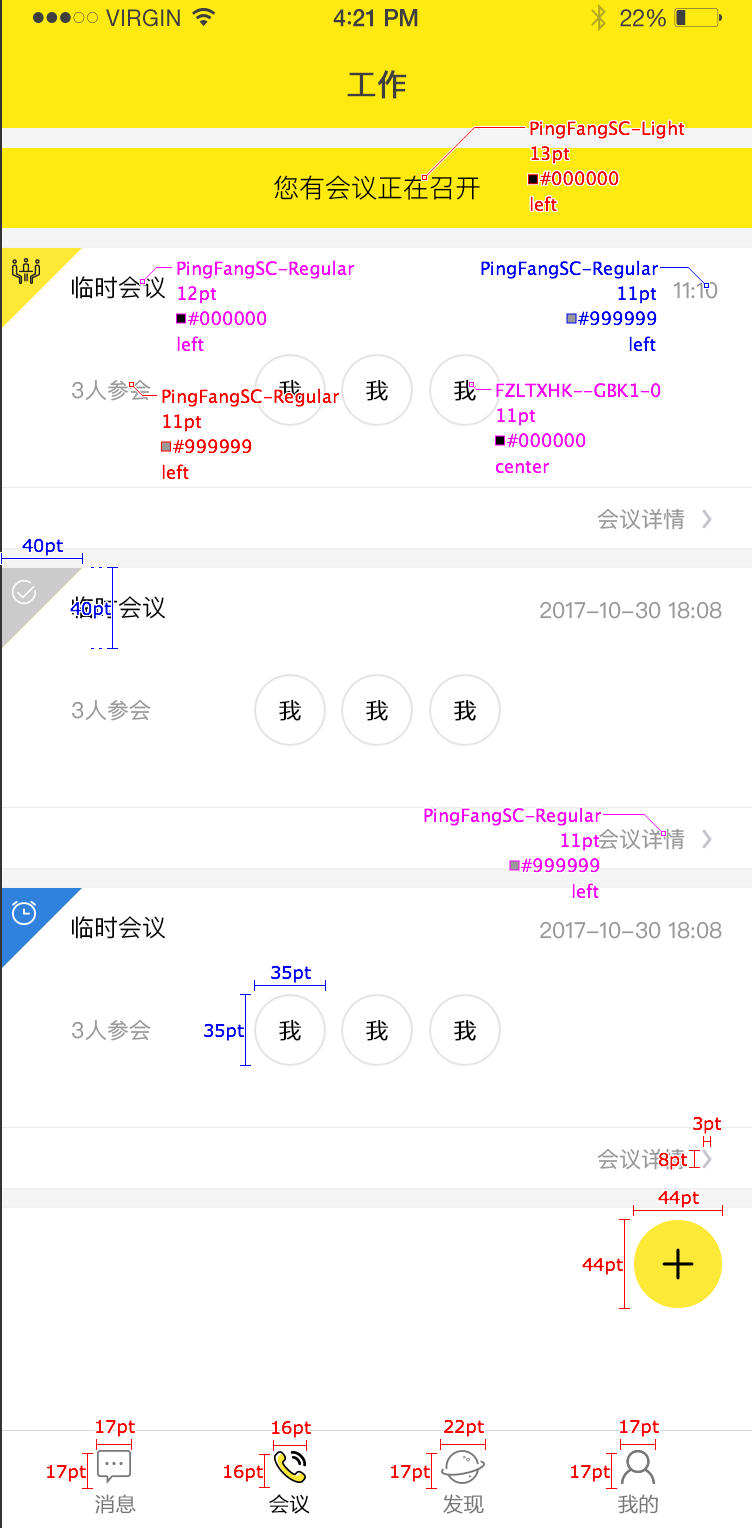 VIRGIN 4:21 PM 22%
工作
PingFangSC-Light
13pt
#000000
left
您有会议正在召开
临时会议
PingFangSC-Regular
12pt
#000000
left
PingFangSC-Regular
11pt
#999999
left
11:10
3人参会
PingFangSC-Regular
11pt
#999999
left
我 我 我
FZLTXHK--GBK1-0
11pt
#000000
center
会议详情
40pt
40pt
临时会议
2017-10-30 18:08
3人参会
我 我 我
PingFangSC-Regular
11pt
#999999
left
会议详情
临时会议
2017-10-30 18:08
35pt
35pt
3人参会
我 我 我
3pt
8pt
会议详情
44pt
44pt
17pt 16pt 22pt 17pt
17pt 16pt 17pt 17pt
消息 会议 发现 我的